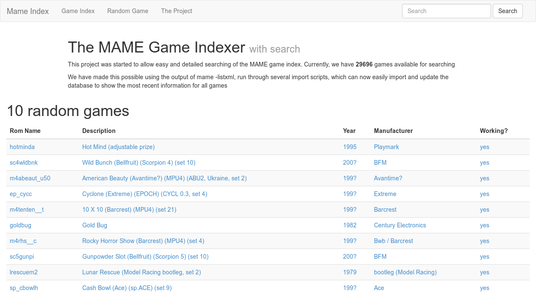 Mame Index Game Index Random Game The Project Search Search
The MAME Game Indexer with search
This project was started to allow easy and detailed searching of the MAME game index. Currently, we have 29696 games available for searching
We have made this possible using the output of mame -listxml, run through several import scripts, which can now easily import and update the
database to show the most recent information for all games
10 random games
Rom Name Description Year Manufacturer Working?
hotminda Hot Mind (adjustable prize) 1995 Playmark yes
sc4wldbnk Wild Bunch (Bellfruit) (Scorpion 4) (set 10) 200? BFM yes
m4abeaut_u50 American Beauty (Avantime?) (MPU4) (ABU2, Ukraine, set 2) 199? Avantime? yes
ep_cycc Cyclone (Extreme) (EPOCH) (CYCL 0.3, set 4) 199? Extreme yes
m4tenten__t 10 X 10 (Barcrest) (MPU4) (set 21) 199? Barcrest yes
goldbug Gold Bug 1982 Century Electronics yes
m4rhs__c Rocky Horror Show (Barcrest) (MPU4) (set 4) 199? Bwb / Barcrest yes
sc5gunpi Gunpowder Slot (Bellfruit) (Scorpion 5) (set 10) 200? BFM yes
lrescuem2 Lunar Rescue (Model Racing bootleg, set 2) 1979 bootleg (Model Racing) yes
sp_cbowlh Cash Bowl (Ace) (sp.ACE) (set 9) 199? Ace yes